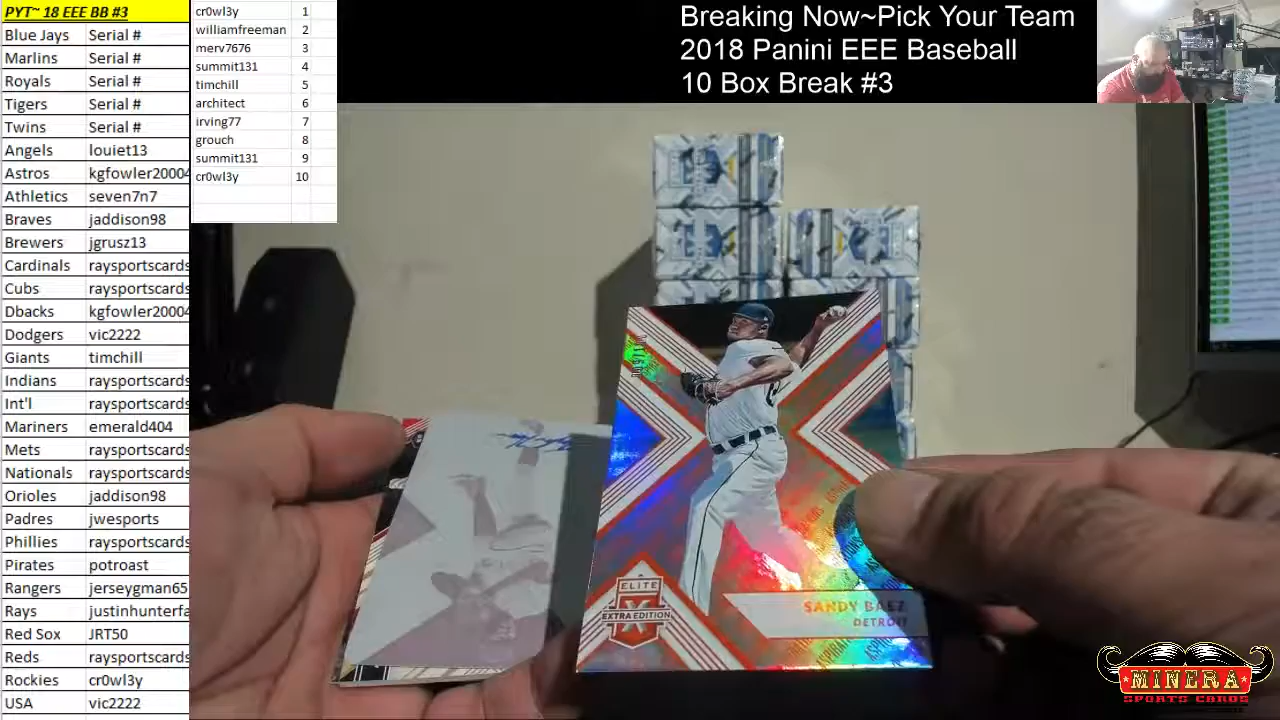 PYT~ 18 EEE BB #3
Blue Jays Serial #
Marlins Serial #
Royals Serial #
Tigers Serial #
Twins Serial #
Angels louiet13
Astros kgfowler20004
Athletics seven7n7
Braves jaddison98
Brewers jgrusz13
Cardinals raysportscards
Cubs raysportscards
Dbacks kgfowler20004
Dodgers vic2222
Giants timchill
Indians raysportscards
Int'l raysportscards
Mariners emerald404
Mets raysportscards
Nationals raysportscards
Orioles jaddison98
Padres jwesports
Phillies raysportscards
Pirates potroast
Rangers jerseygman65
Rays justinhunterfa
Red Sox JRT50
Reds raysportscards
Rockies cr0wl3y
USA vic2222
cr0wl3y 1
williamfreeman 2
merv7676 3
summit131 4
timchill 5
architect 6
irving77 7
grouch 8
summit131 9
cr0wl3y 10
Breaking Now~Pick Your Team
2018 Panini EEE Baseball
10 Box Break #3
ELITE
EXTRA EDITION
SANDY BAEZ
DETROIT
MINERA
SPORTS CARDS